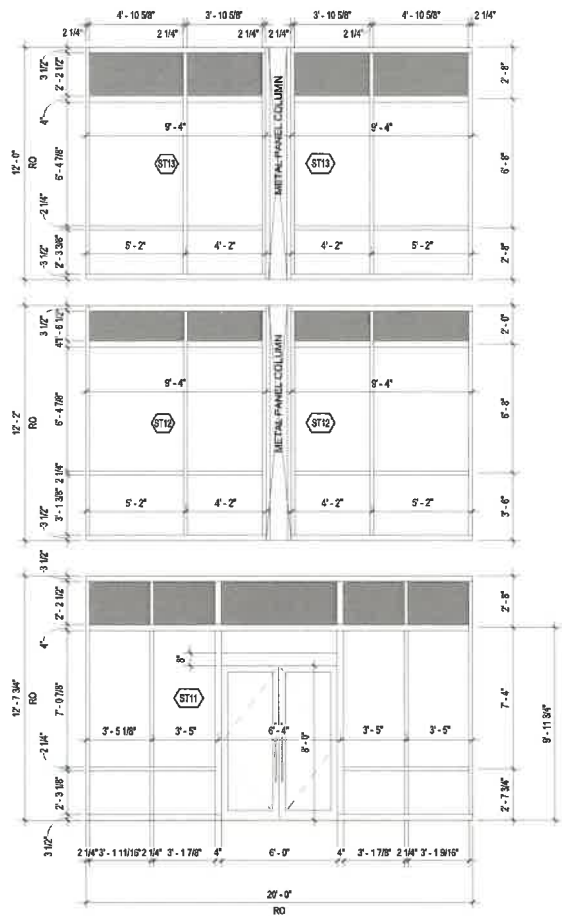 4' - 10 5/8" 3' - 10 5/8" 3' - 10 5/8" 4' - 10 5/8" 2 1/4"
2 1/4" 2 1/4" 2 1/4" 2 1/4" 2 1/4"
3 1/2"
2' - 2 1/2"
4"
6' - 4 7/8"
2 1/4"
2' - 3 3/8"
3 1/2"
12' - 0"
RO
9' - 4" 9' - 4"
ST13 ST13
METAL PANEL COLUMN
5' - 2" 4' - 2" 4' - 2" 5' - 2"
2' - 8"
6' - 8"
2' - 8"
3 1/2"
6' - 4 7/8"
2 1/4"
3' - 1 3/8"
3 1/2"
12' - 2"
RO
9' - 4" 9' - 4"
ST12 ST12
METAL PANEL COLUMN
5' - 2" 4' - 2" 4' - 2" 5' - 2"
2' - 0"
6' - 8"
3' - 6"
3 1/2"
2' - 2 1/2"
4"
7' - 0 7/8"
2 1/4"
2' - 3 1/8"
3 1/2"
12' - 7 3/4"
RO
8"
ST11
3' - 5 1/8" 3' - 5" 6' - 4" 3' - 5" 3' - 5"
8' - 0"
2' - 8"
7' - 4"
2' - 7 3/4"
9' - 11 3/4"
2 1/4" 3' - 1 11/16" 2 1/4" 3' - 1 7/8" 4" 6' - 0" 4" 3' - 1 7/8" 2 1/4" 3' - 1 9/16"
20' - 0"
RO